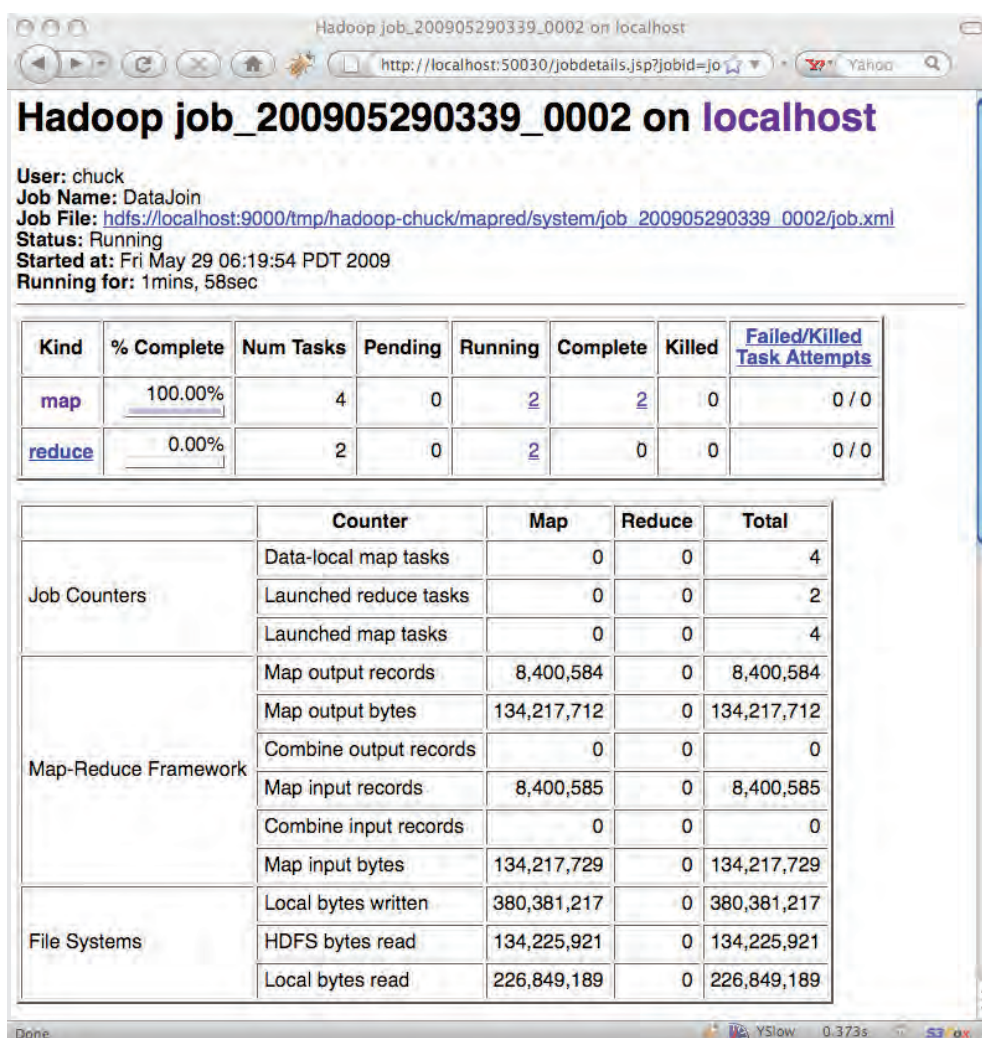 Hadoop job_200905290339_0002 on localhost
http://localhost:50030/jobdetails.jsp?jobid=jo Yahoo
Hadoop job_200905290339_0002 on localhost
User: chuck
Job Name: DataJoin
Job File: hdfs://localhost:9000/tmp/hadoop-chuck/mapred/system/job_200905290339_0002/job.xml
Status: Running
Started at: Fri May 29 06:19:54 PDT 2009
Running for: 1mins, 58sec
Kind % Complete Num Tasks Pending Running Complete Killed Failed/Killed Task Attempts
map 100.00% 4 0 2 2 0 0 / 0
reduce 0.00% 2 0 2 0 0 0 / 0
Counter Map Reduce Total
Job Counters
Data-local map tasks 0 0 4
Launched reduce tasks 0 0 2
Launched map tasks 0 0 4
Map-Reduce Framework
Map output records 8,400,584 0 8,400,584
Map output bytes 134,217,712 0 134,217,712
Combine output records 0 0 0
Map input records 8,400,585 0 8,400,585
Combine input records 0 0 0
Map input bytes 134,217,729 0 134,217,729
File Systems
Local bytes written 380,381,217 0 380,381,217
HDFS bytes read 134,225,921 0 134,225,921
Local bytes read 226,849,189 0 226,849,189
Done YSlow 0.373s